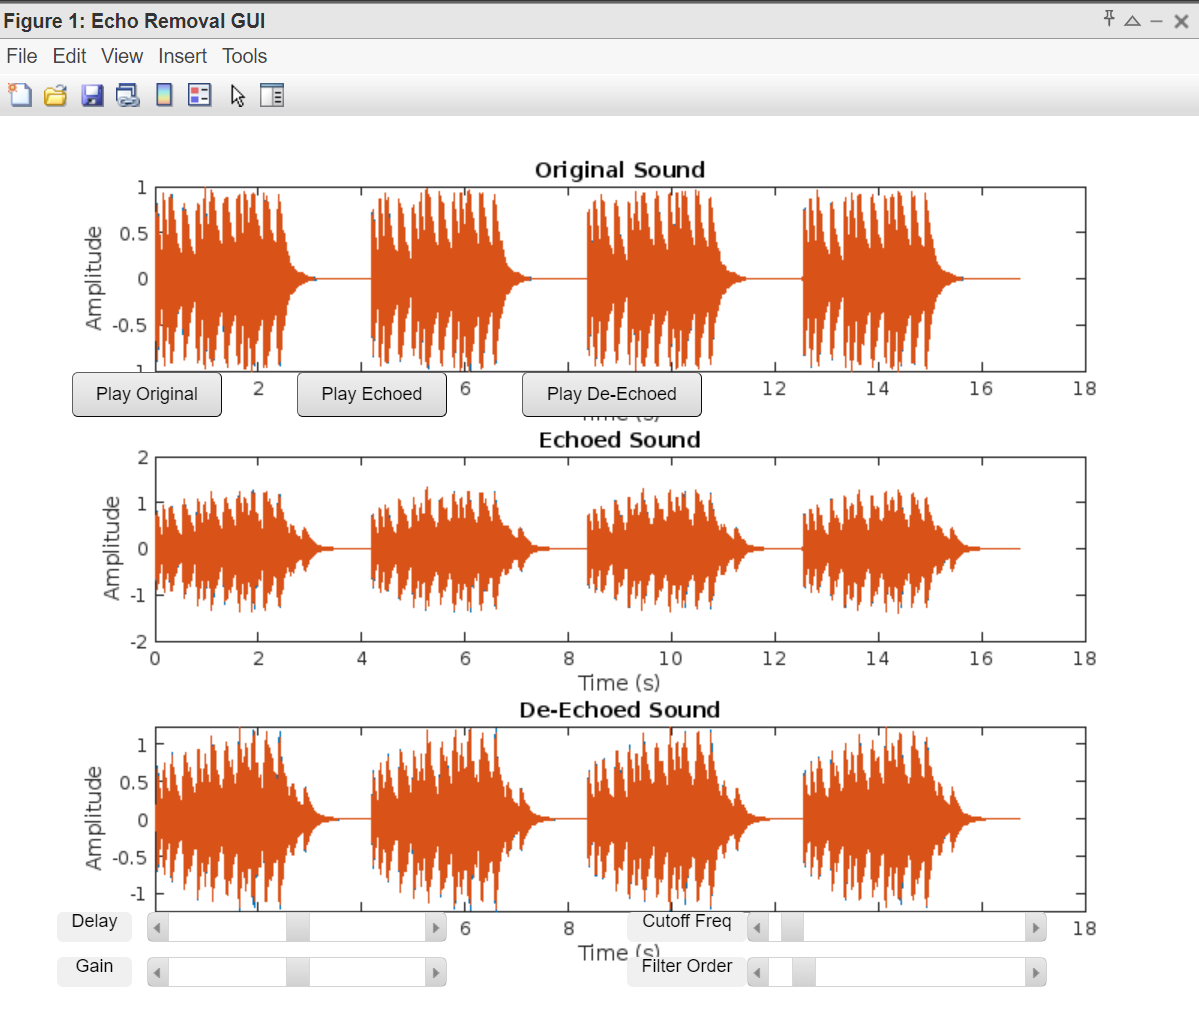 Figure 1: Echo Removal GUI
File Edit View Insert Tools
Original Sound
Amplitude
1
0.5
0
-0.5
Play Original
2
Play Echoed
6
Play De-Echoed
12
14
16
18
Echoed Sound
Amplitude
2
1
0
-1
-2
0 2 4 6 8 10 12 14 16 18
Time (s)
De-Echoed Sound
Amplitude
1
0.5
0
-0.5
-1
Delay
6
8
Cutoff Freq
18
Time (s)
Gain
Filter Order